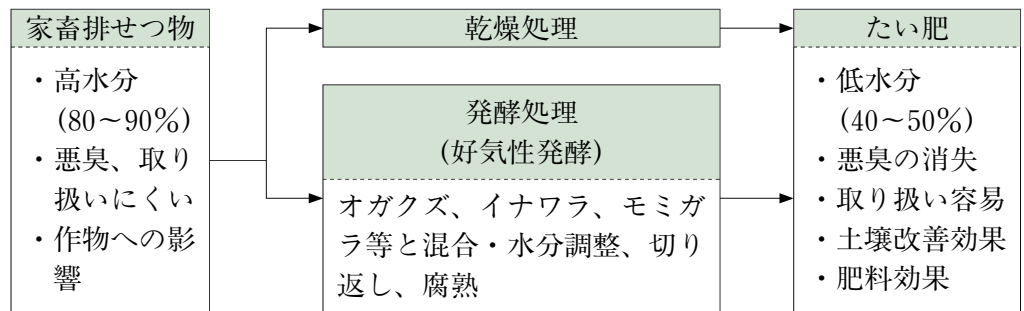 家畜排せつ物
・高水分
(80～90％)
・悪臭、取り
扱いにくい
・作物への影
響
乾燥処理
発酵処理
(好気性発酵)
オガクズ、イナワラ、モミガ
ラ等と混合・水分調整、切り
返し、腐熟
たい肥
・低水分
(40～50％)
・悪臭の消失
・取り扱い容易
・土壌改善効果
・肥料効果